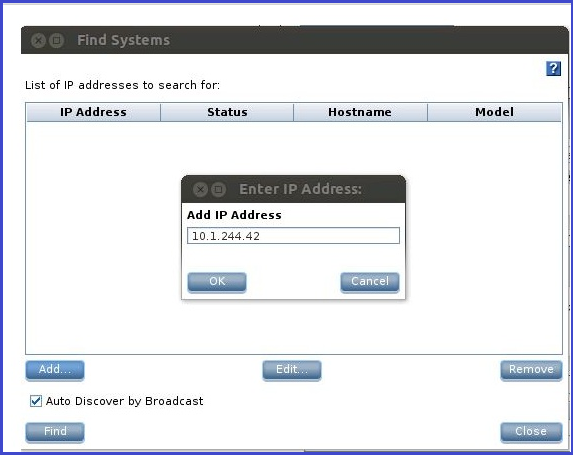 Find Systems
?
List of IP addresses to search for:
IP Address Status Hostname Model
Enter IP Address:
Add IP Address
10.1.244.42
OK Cancel
Add... Edit... Remove
Auto Discover by Broadcast
Find Close